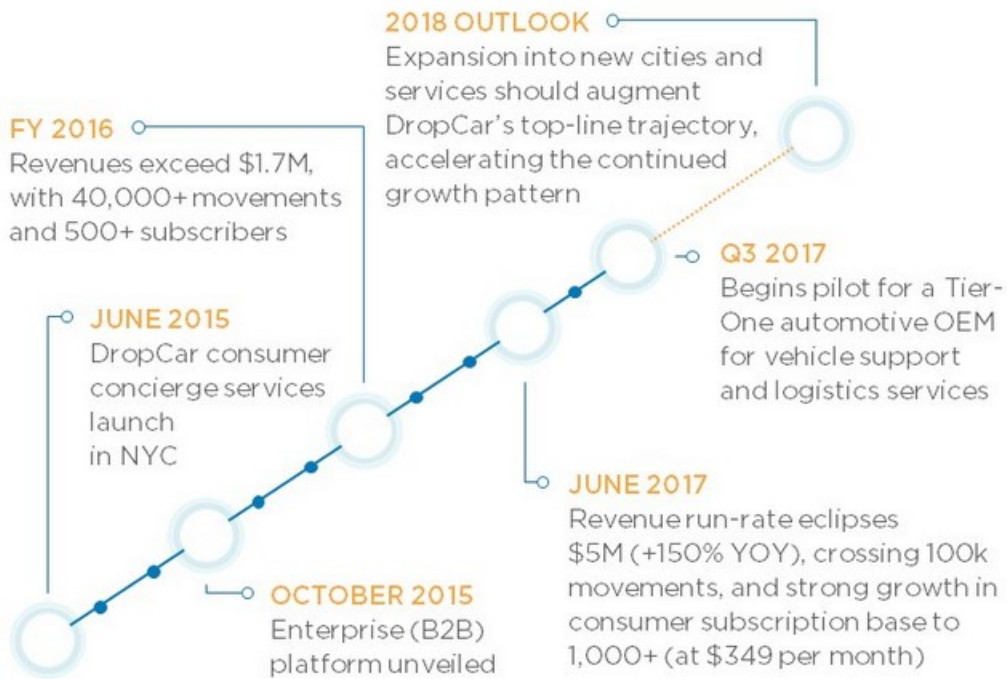 2018 OUTLOOK
Expansion into new cities and
services should augment
DropCar's top-line trajectory,
accelerating the continued
growth pattern
FY 2016
Revenues exceed $1.7M,
with 40,000+ movements
and 500+ subscribers
Q3 2017
Begins pilot for a Tier-
One automotive OEM
for vehicle support
and logistics services
JUNE 2015
DropCar consumer
concierge services
launch
in NYC
JUNE 2017
Revenue run-rate eclipses
$5M (+150% YOY), crossing 100k
movements, and strong growth in
consumer subscription base to
1,000+ (at $349 per month)
OCTOBER 2015
Enterprise (B2B)
platform unveiled